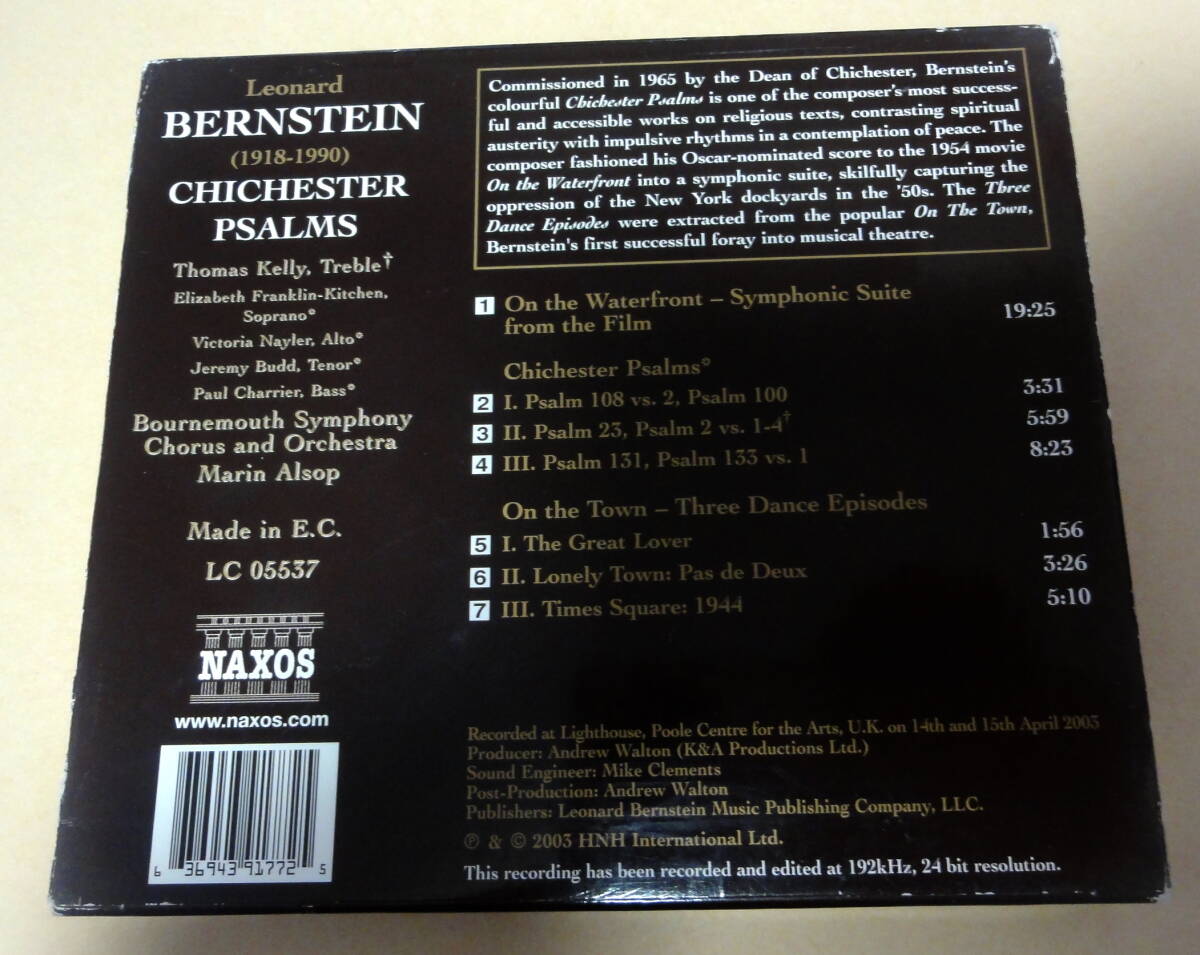 Leonard
BERNSTEIN
(1918-1990)
CHICHESTER
PSALMS
Thomas Kelly, Treble†
Elizabeth Franklin-Kitchen,
Soprano*
Victoria Nayler, Alto*
Jeremy Budd, Tenor*
Paul Charrier, Bass*
Bournemouth Symphony
Chorus and Orchestra
Marin Alsop
Made in E.C.
LC 05537
NAXOS
www.naxos.com
6 36943 91772 5
Commissioned in 1965 by the Dean of Chichester, Bernstein's
colourful Chichester Psalms is one of the composer's most success-
ful and accessible works on religious texts, contrasting spiritual
austerity with impulsive rhythms in a contemplation of peace. The
composer fashioned his Oscar-nominated score to the 1954 movie
On the Waterfront into a symphonic suite, skilfully capturing the
oppression of the New York dockyards in the '50s. The Three
Dance Episodes were extracted from the popular On The Town,
Bernstein's first successful foray into musical theatre.
1 On the Waterfront – Symphonic Suite
from the Film 19:25
Chichester Psalms*
2 I. Psalm 108 vs. 2, Psalm 100 3:31
3 II. Psalm 23, Psalm 2 vs. 1-4† 5:59
4 III. Psalm 131, Psalm 133 vs. 1 8:23
On the Town – Three Dance Episodes
5 I. The Great Lover 1:56
6 II. Lonely Town: Pas de Deux 3:26
7 III. Times Square: 1944 5:10
Recorded at Lighthouse, Poole Centre for the Arts, U.K. on 14th and 15th April 2003
Producer: Andrew Walton (K&A Productions Ltd.)
Sound Engineer: Mike Clements
Post-Production: Andrew Walton
Publishers: Leonard Bernstein Music Publishing Company, LLC.
℗ & © 2003 HNH International Ltd.
This recording has been recorded and edited at 192kHz, 24 bit resolution.